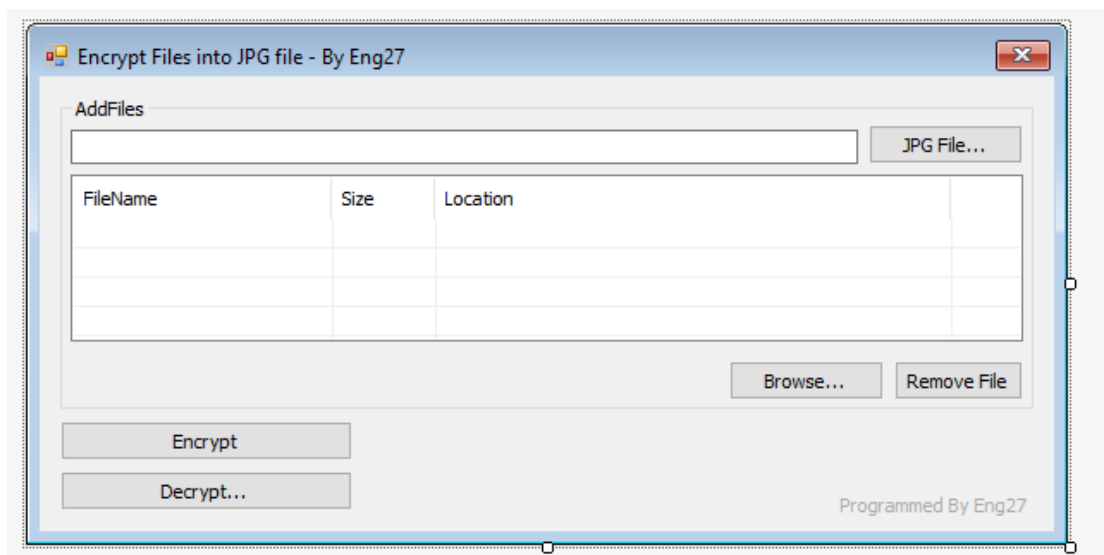 Encrypt Files into JPG file - By Eng27
AddFiles
JPG File...
FileName Size Location
Browse... Remove File
Encrypt
Decrypt...
Programmed By Eng27